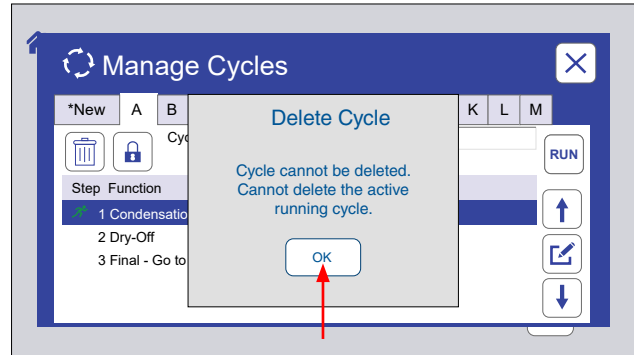 Manage Cycles
*New A B K L M
Delete Cycle
Cycle cannot be deleted.
Cannot delete the active
running cycle.
OK
RUN
Step Function
1 Condensatio
2 Dry-Off
3 Final - Go to